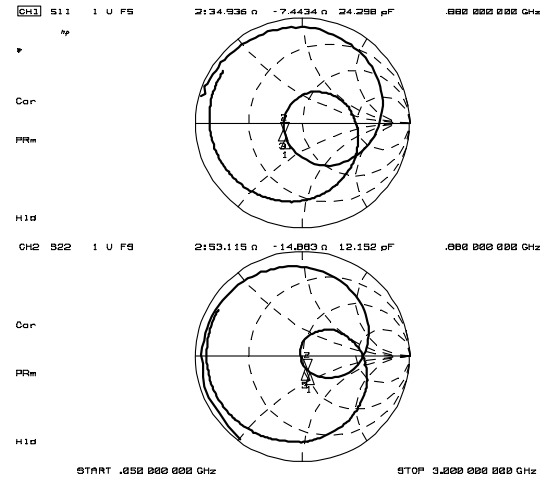 CH1 S11 1 U FS 2:34.936 Ω -7.4434 Ω 24.298 pF .880 000 000 GHz
hp
Cor
PRm
Hld
CH2 S22 1 U FS 2:53.115 Ω -14.883 Ω 12.152 pF .880 000 000 GHz
Cor
PRm
Hld
START .050 000 000 GHz STOP 3.000 000 000 GHz